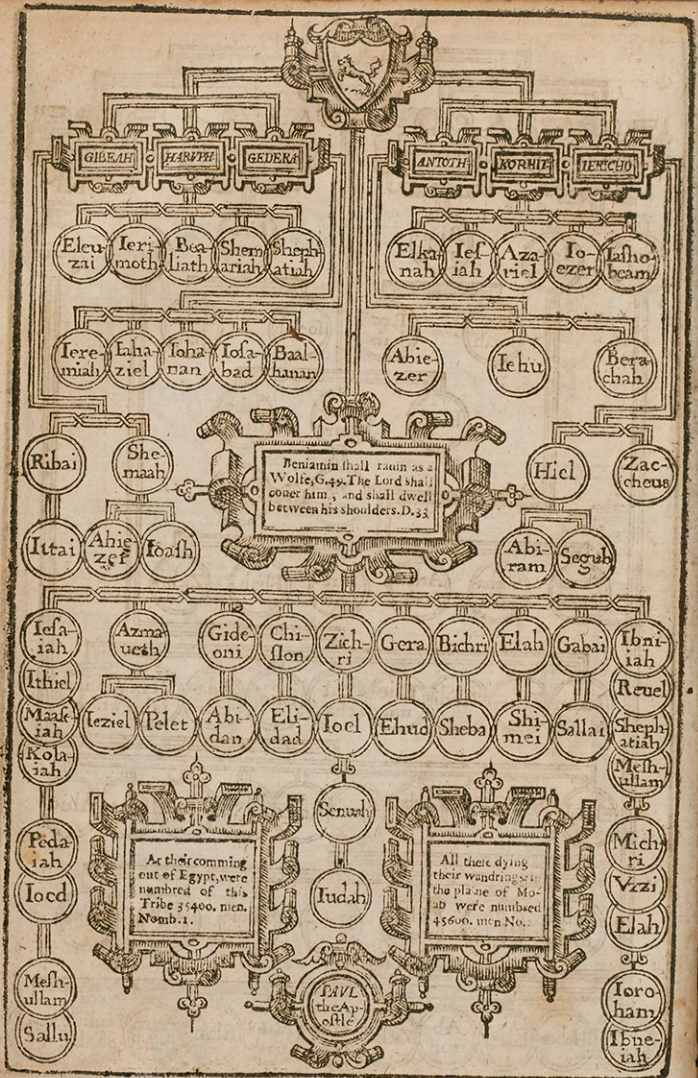 GIBEAH HARVPH GEDERA ANTOTH KORHIT IERICHO
Eleu-
zai
Ieri
moth
Bea-
liath
Shem
ariah
Sheph-
atiah
Elka-
nah
Ies-
iah
Aza-
riel
Io-
ezer
Iasho-
beam
Iere-
miah
Iaha-
ziel
Ioha-
nan
Iosa-
bad
Baal-
hanan
Abie-
zer
Iehu
Bera-
chah
Ribai
She-
maah
Ittai
Ahie-
zer
Ioash
Beniamin shall rauin as a
Wolfe, G.49. The Lord shall
couer him, and shall dwell
between his shoulders. D.33
Hiel
Zac-
cheus
Abi-
ram
Segub
Iesa-
iah
Azma-
ueth
Gide-
oni
Chi-
slon
Zich-
ri
Gera
Bichri
Elah
Gabai
Ibni-
iah
Ithiel
Reuel
Maase-
iah
Ieziel
Pelet
Abi-
dan
Eli-
dad
Ioel
Ehud
Sheba
Shi-
mei
Sallai
Sheph-
atiah
Kola-
iah
Mesh-
ullam
Senuah
Peda-
iah
Ioed
At their comming
out of Egypt, were
numbred of this
Tribe 35400. men.
Nomb.1.
Iudah
All these dying
their wandrings in
the plaine of Mo-
ab were numbred
45600. men No.
Mich-
ri
Vzzi
Elah
Mesh-
ullam
Sallu
SAVL
the Ap-
ostle
Ioro-
ham
Ibne-
iah